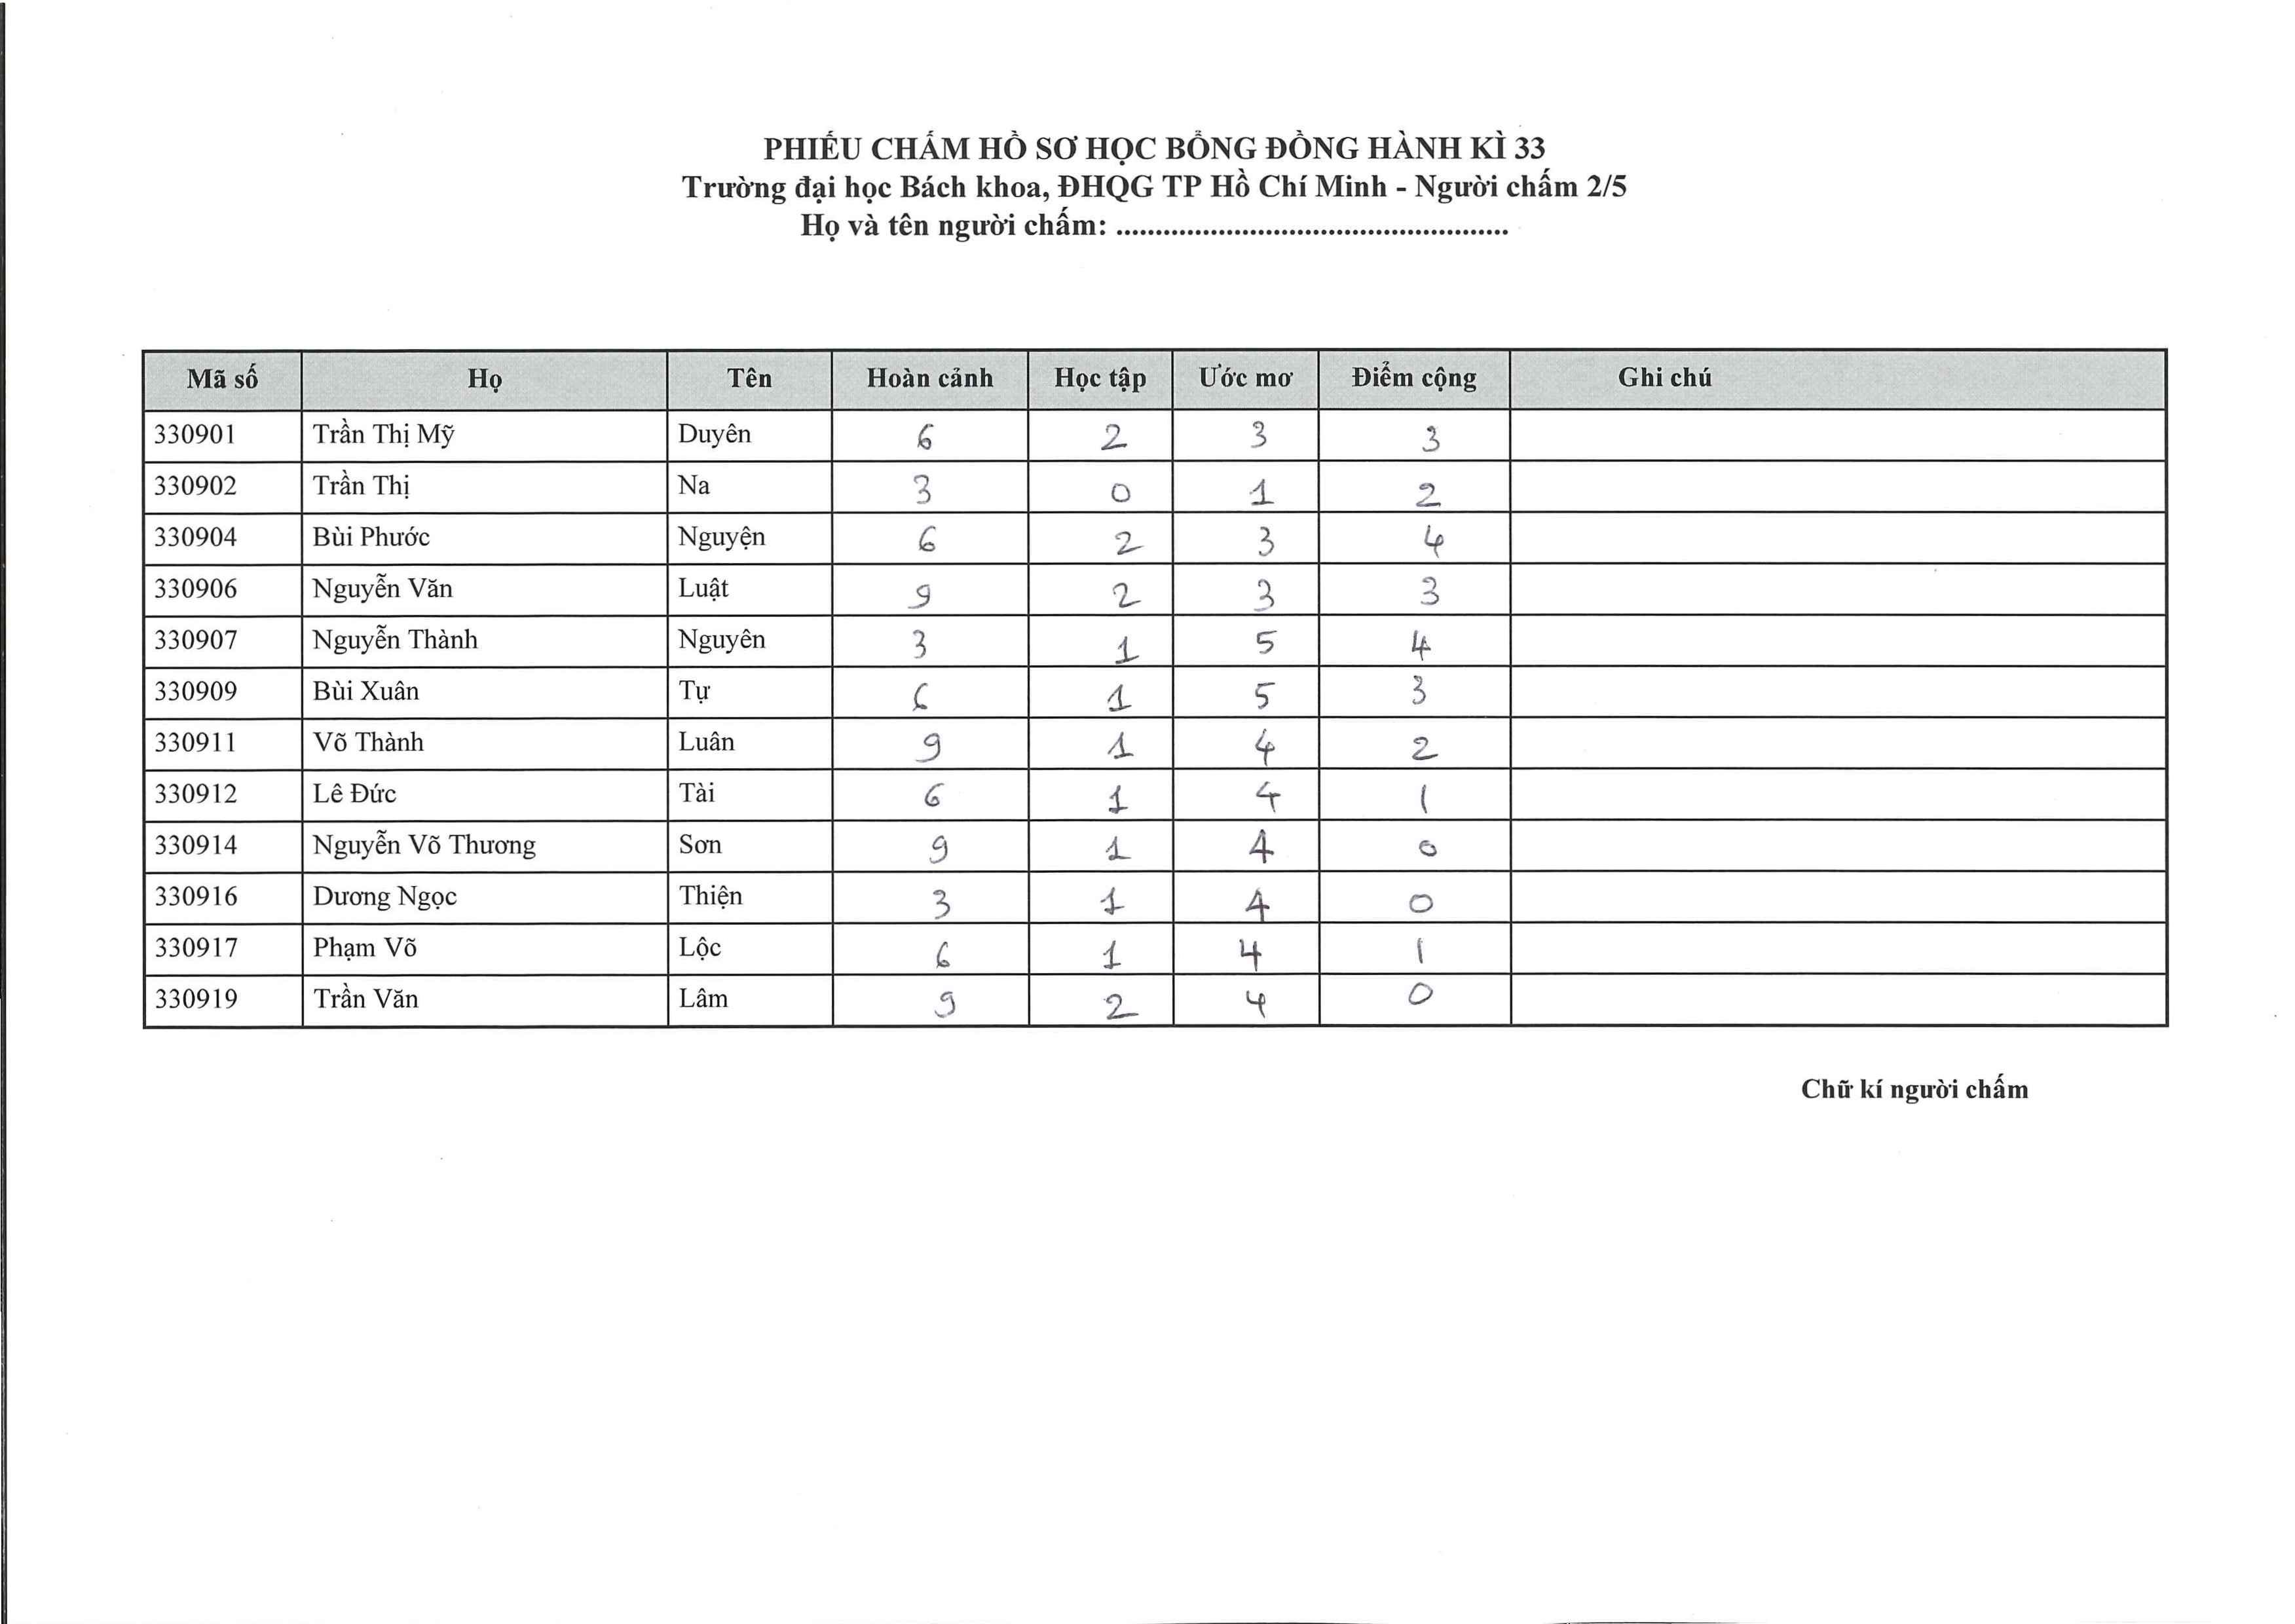 PHIẾU CHẤM HỒ SƠ HỌC BỔNG ĐỒNG HÀNH KÌ 33
Trường đại học Bách khoa, ĐHQG TP Hồ Chí Minh - Người chấm 2/5
Họ và tên người chấm: ..................................................
Mã số Họ Tên Hoàn cảnh Học tập Ước mơ Điểm cộng Ghi chú
330901 Trần Thị Mỹ Duyên 6 2 3 3
330902 Trần Thị Na 3 0 1 2
330904 Bùi Phước Nguyện 6 2 3 4
330906 Nguyễn Văn Luật 9 2 3 3
330907 Nguyễn Thành Nguyên 3 1 5 4
330909 Bùi Xuân Tự 6 1 5 3
330911 Võ Thành Luân 9 1 4 2
330912 Lê Đức Tài 6 1 4 1
330914 Nguyễn Võ Thương Sơn 9 1 4 0
330916 Dương Ngọc Thiện 3 1 4 0
330917 Phạm Võ Lộc 6 1 4 1
330919 Trần Văn Lâm 9 2 4 0
Chữ kí người chấm